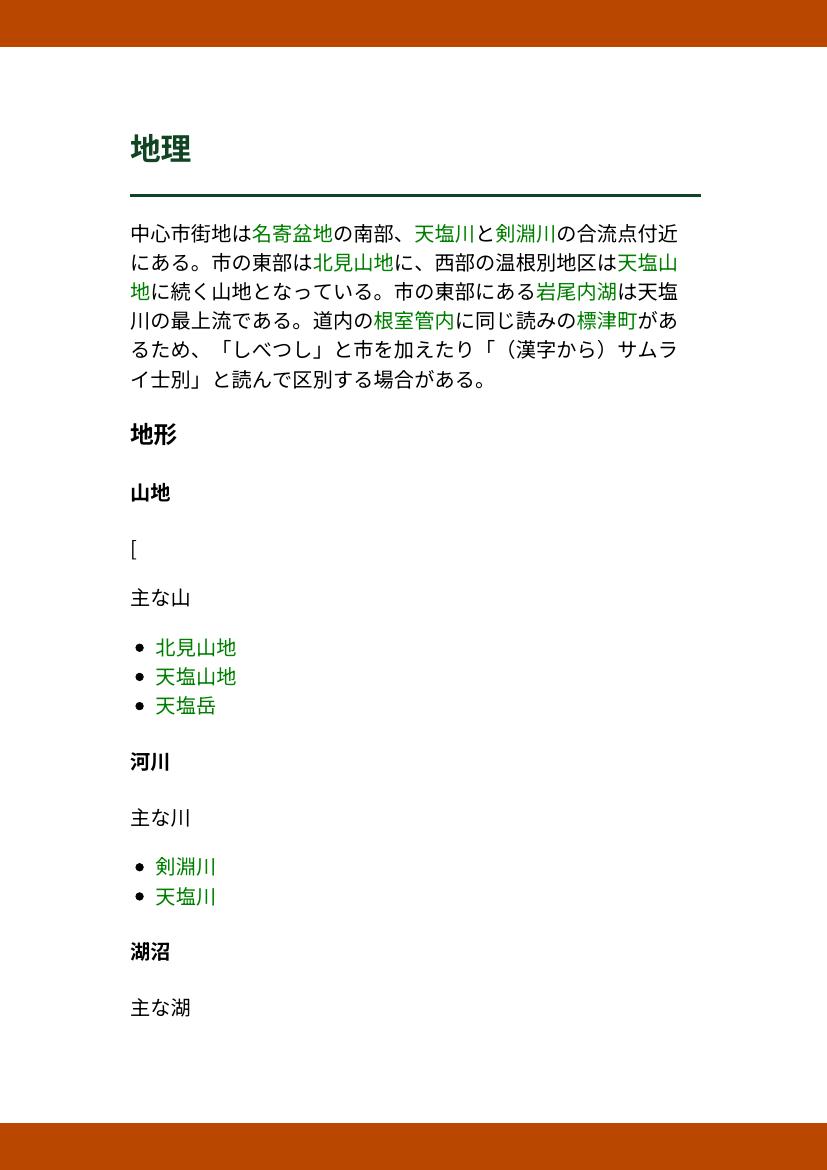 地理
中心市街地は名寄盆地の南部、天塩川と剣淵川の合流点付近
にある。市の東部は北見山地に、西部の温根別地区は天塩山
地に続く山地となっている。市の東部にある岩尾内湖は天塩
川の最上流である。道内の根室管内に同じ読みの標津町があ
るため、「しべつし」と市を加えたり「（漢字から）サムラ
イ士別」と読んで区別する場合がある。
地形
山地
[
主な山
• 北見山地
• 天塩山地
• 天塩岳
河川
主な川
• 剣淵川
• 天塩川
湖沼
主な湖